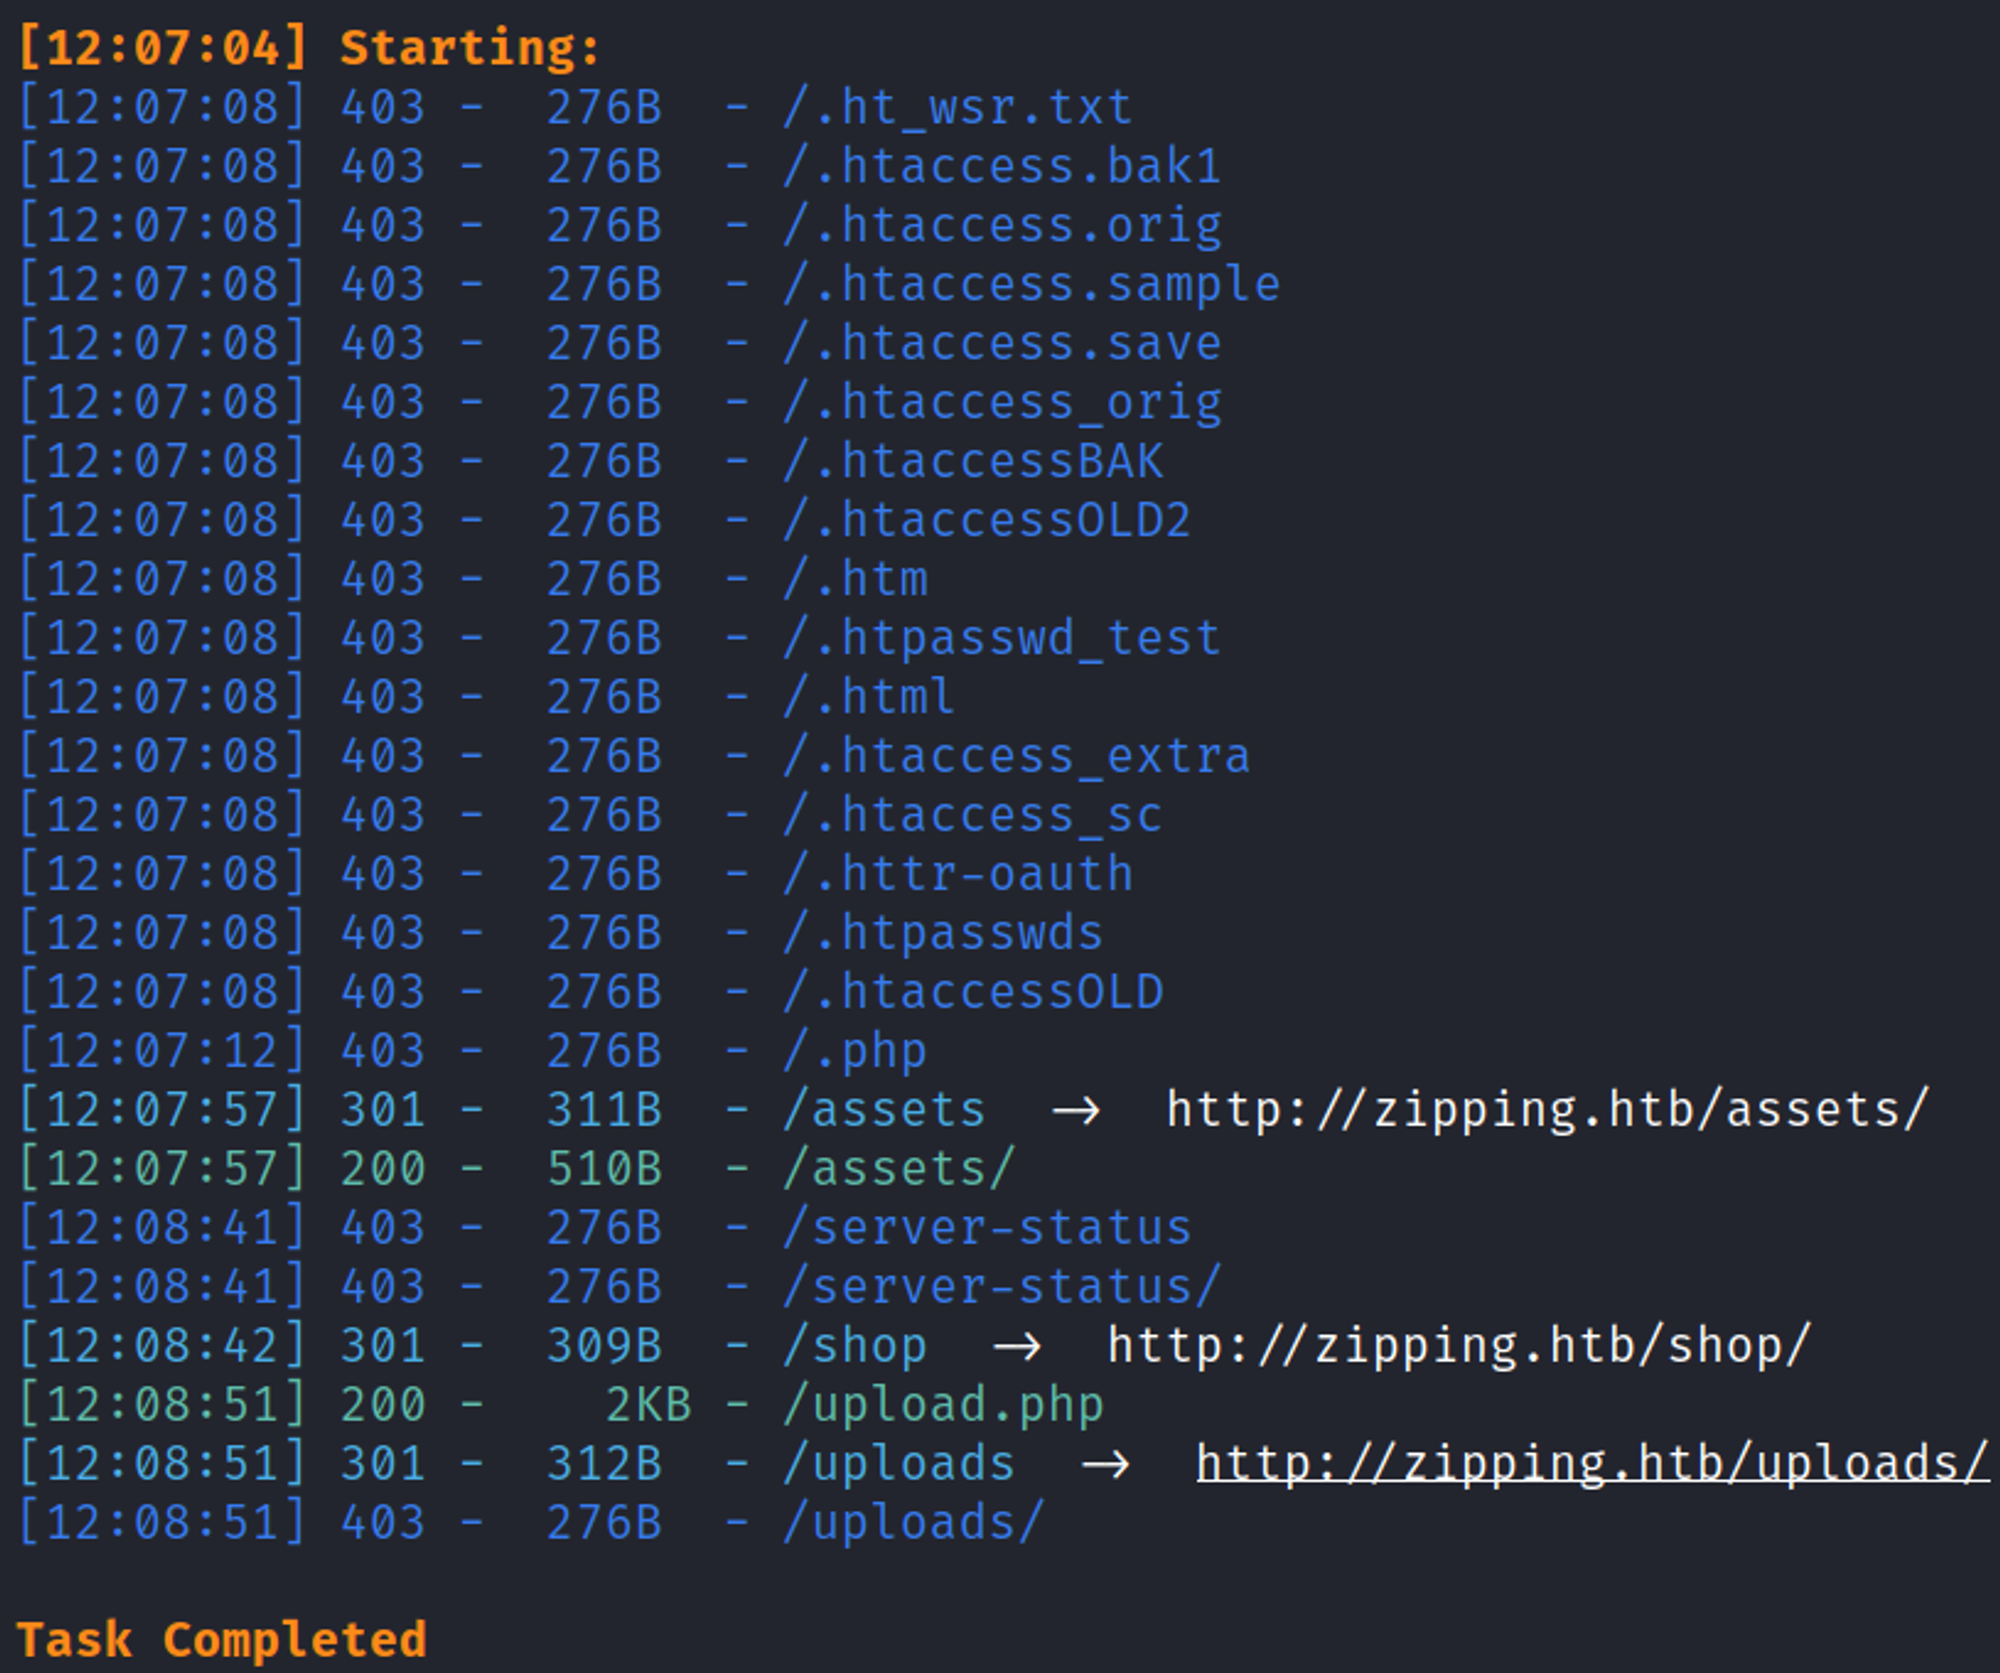 [12:07:04] Starting:
[12:07:08] 403 -  276B  - /.ht_wsr.txt
[12:07:08] 403 -  276B  - /.htaccess.bak1
[12:07:08] 403 -  276B  - /.htaccess.orig
[12:07:08] 403 -  276B  - /.htaccess.sample
[12:07:08] 403 -  276B  - /.htaccess.save
[12:07:08] 403 -  276B  - /.htaccess_orig
[12:07:08] 403 -  276B  - /.htaccessBAK
[12:07:08] 403 -  276B  - /.htaccessOLD2
[12:07:08] 403 -  276B  - /.htm
[12:07:08] 403 -  276B  - /.htpasswd_test
[12:07:08] 403 -  276B  - /.html
[12:07:08] 403 -  276B  - /.htaccess_extra
[12:07:08] 403 -  276B  - /.htaccess_sc
[12:07:08] 403 -  276B  - /.httr-oauth
[12:07:08] 403 -  276B  - /.htpasswds
[12:07:08] 403 -  276B  - /.htaccessOLD
[12:07:12] 403 -  276B  - /.php
[12:07:57] 301 -  311B  - /assets  →  http://zipping.htb/assets/
[12:07:57] 200 -  510B  - /assets/
[12:08:41] 403 -  276B  - /server-status
[12:08:41] 403 -  276B  - /server-status/
[12:08:42] 301 -  309B  - /shop  →  http://zipping.htb/shop/
[12:08:51] 200 -    2KB - /upload.php
[12:08:51] 301 -  312B  - /uploads  →  http://zipping.htb/uploads/
[12:08:51] 403 -  276B  - /uploads/
Task Completed